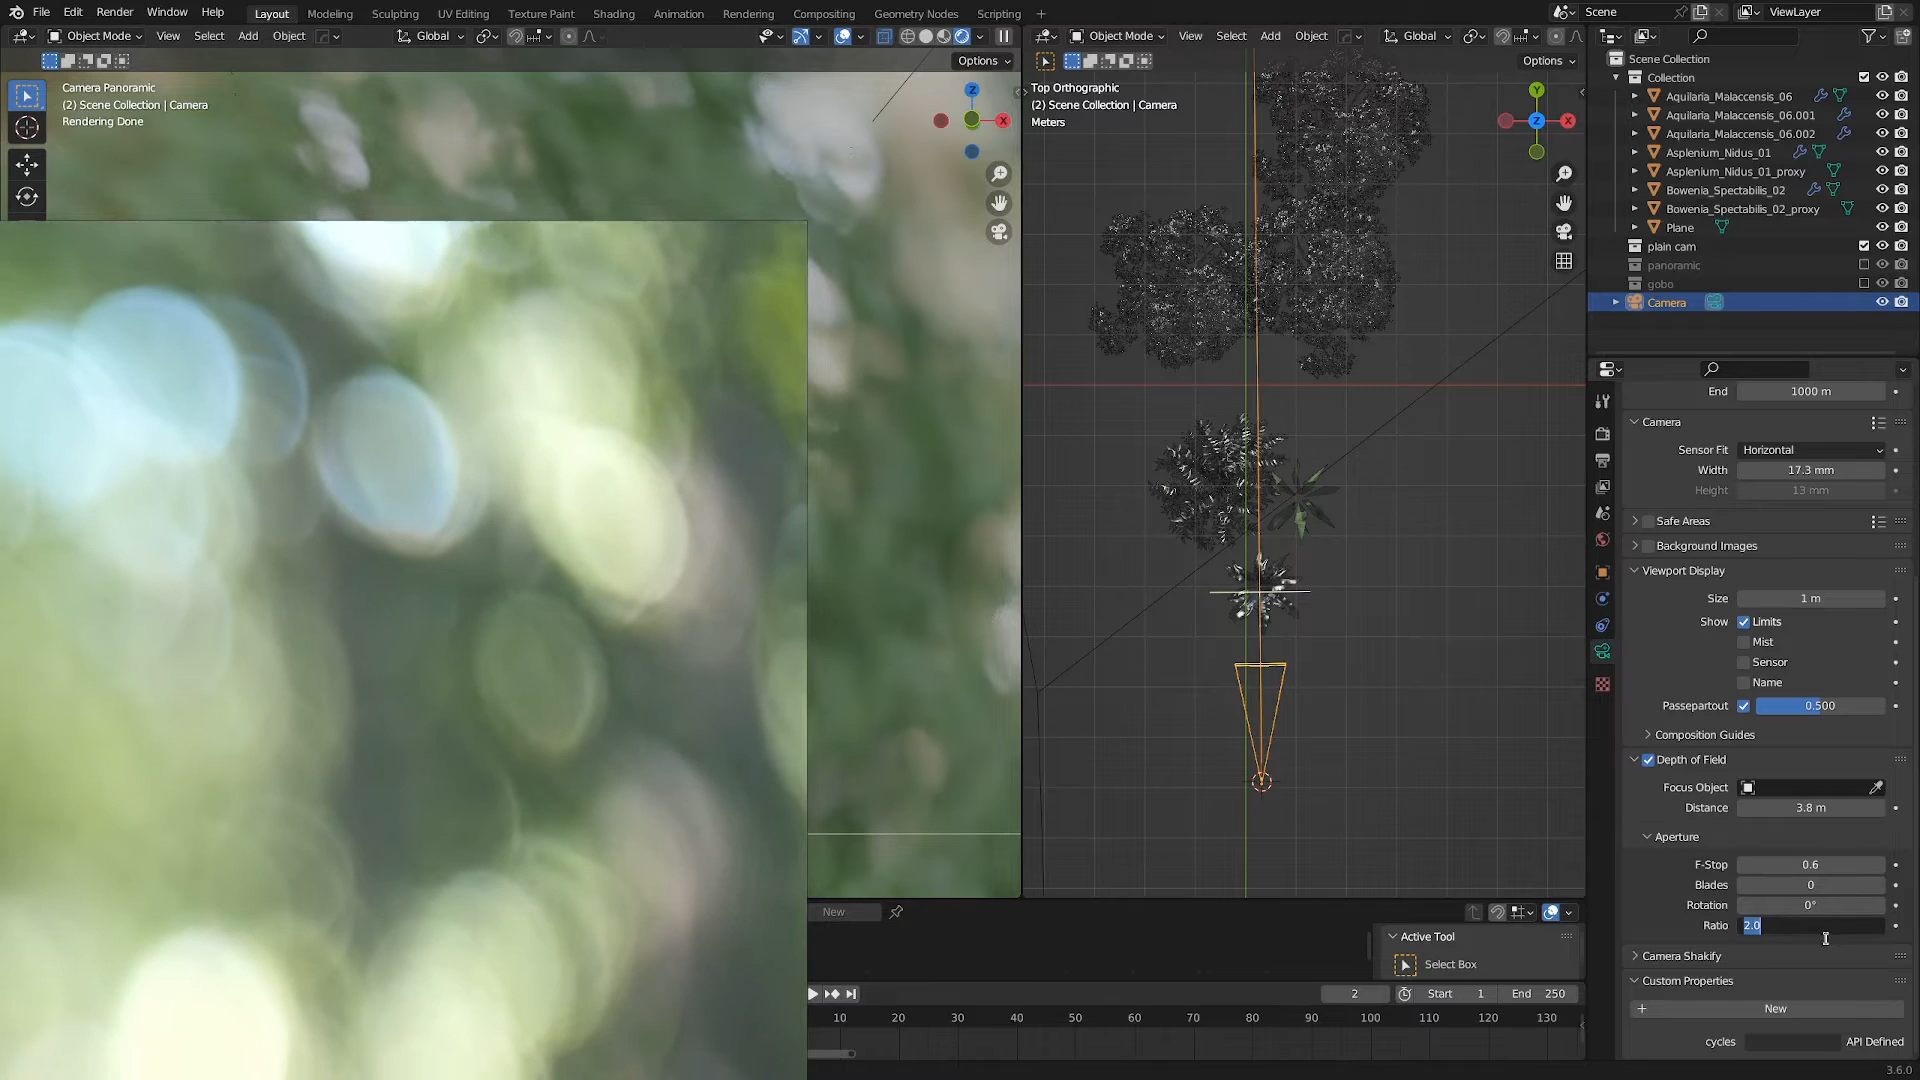 File Edit Render Window Help Layout Modeling Sculpting UV Editing Texture Paint Shading Animation Rendering Compositing Geometry Nodes Scripting + Scene ViewLayer
Object Mode View Select Add Object Global Object Mode View Select Add Object Global
Options Options
Camera Panoramic
(2) Scene Collection | Camera
Rendering Done
Z
X
Top Orthographic
(2) Scene Collection | Camera
Meters
Y
Z
X
Scene Collection
Collection
Aquilaria_Malaccensis_06
Aquilaria_Malaccensis_06.001
Aquilaria_Malaccensis_06.002
Asplenium_Nidus_01
Asplenium_Nidus_01_proxy
Bowenia_Spectabilis_02
Bowenia_Spectabilis_02_proxy
Plane
plain cam
panoramic
gobo
Camera
End 1000 m
Camera
Sensor Fit Horizontal
Width 17.3 mm
Height 13 mm
Safe Areas
Background Images
Viewport Display
Size 1 m
Show Limits
Mist
Sensor
Name
Passepartout 0.500
Composition Guides
Depth of Field
Focus Object
Distance 3.8 m
Aperture
F-Stop 0.6
Blades 0
Rotation 0°
Ratio 2.0
Camera Shakify
Custom Properties
+ New
cycles API Defined
New
Active Tool
Select Box
2 Start 1 End 250
10 20 30 40 50 60 70 80 90 100 110 120 130
3.6.0